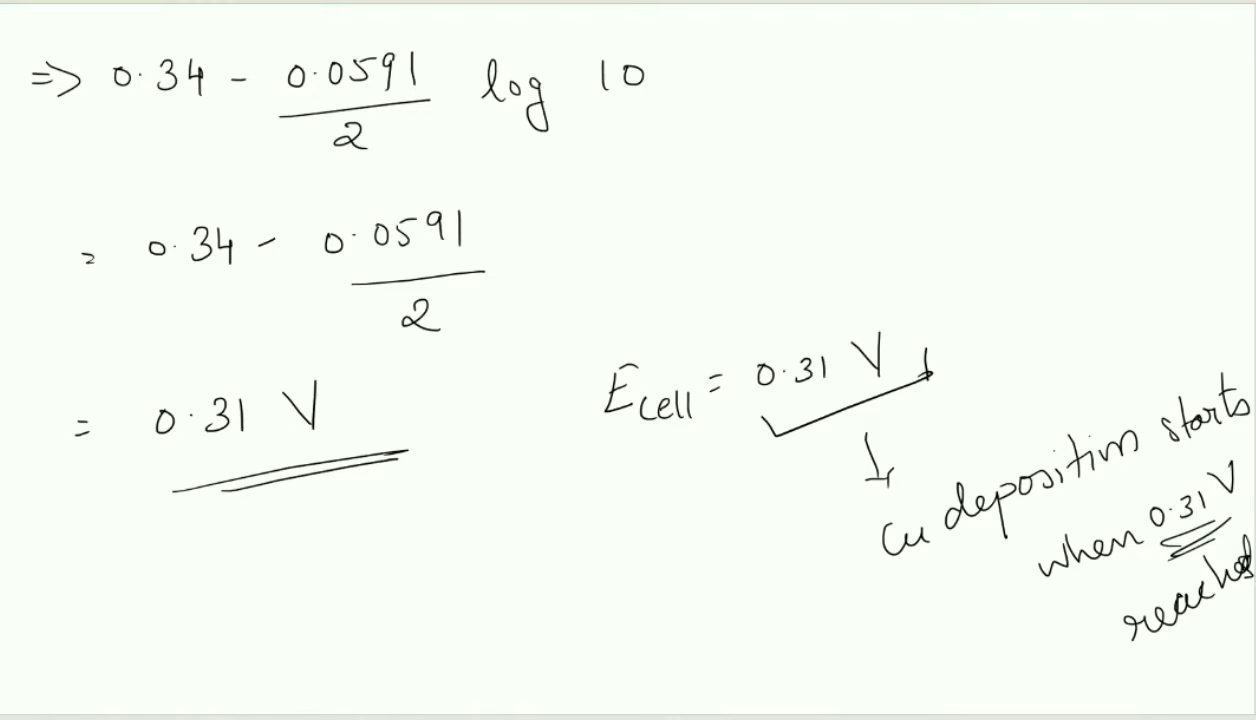 => 0.34 - 0.0591/2 log 10
= 0.34 - 0.0591/2
= 0.31 V
Ecell = 0.31 V
↓
Cu deposition starts
when 0.31 V